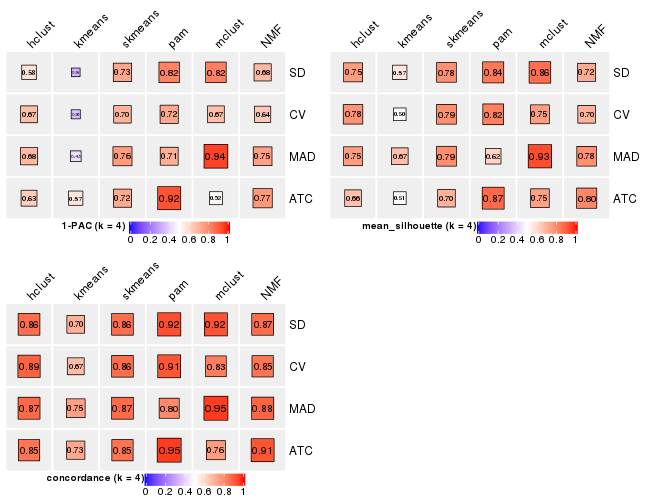 hclust kmeans skmeans pam mclust NMF
0.58 0.73 0.82 0.82 0.68 SD
0.67 0.70 0.72 0.67 0.64 CV
0.68 0.43 0.76 0.71 0.94 0.75 MAD
0.63 0.57 0.72 0.92 0.52 0.77 ATC
1-PAC (k = 4)
0 0.2 0.4 0.6 0.8 1
hclust kmeans skmeans pam mclust NMF
0.75 0.57 0.78 0.84 0.86 0.72 SD
0.78 0.50 0.79 0.82 0.75 0.70 CV
0.75 0.67 0.79 0.62 0.93 0.78 MAD
0.66 0.51 0.70 0.87 0.75 0.80 ATC
mean_silhouette (k = 4)
0 0.2 0.4 0.6 0.8 1
hclust kmeans skmeans pam mclust NMF
0.86 0.70 0.86 0.92 0.92 0.87 SD
0.89 0.67 0.86 0.91 0.83 0.85 CV
0.87 0.75 0.87 0.80 0.95 0.88 MAD
0.85 0.73 0.85 0.95 0.76 0.91 ATC
concordance (k = 4)
0 0.2 0.4 0.6 0.8 1